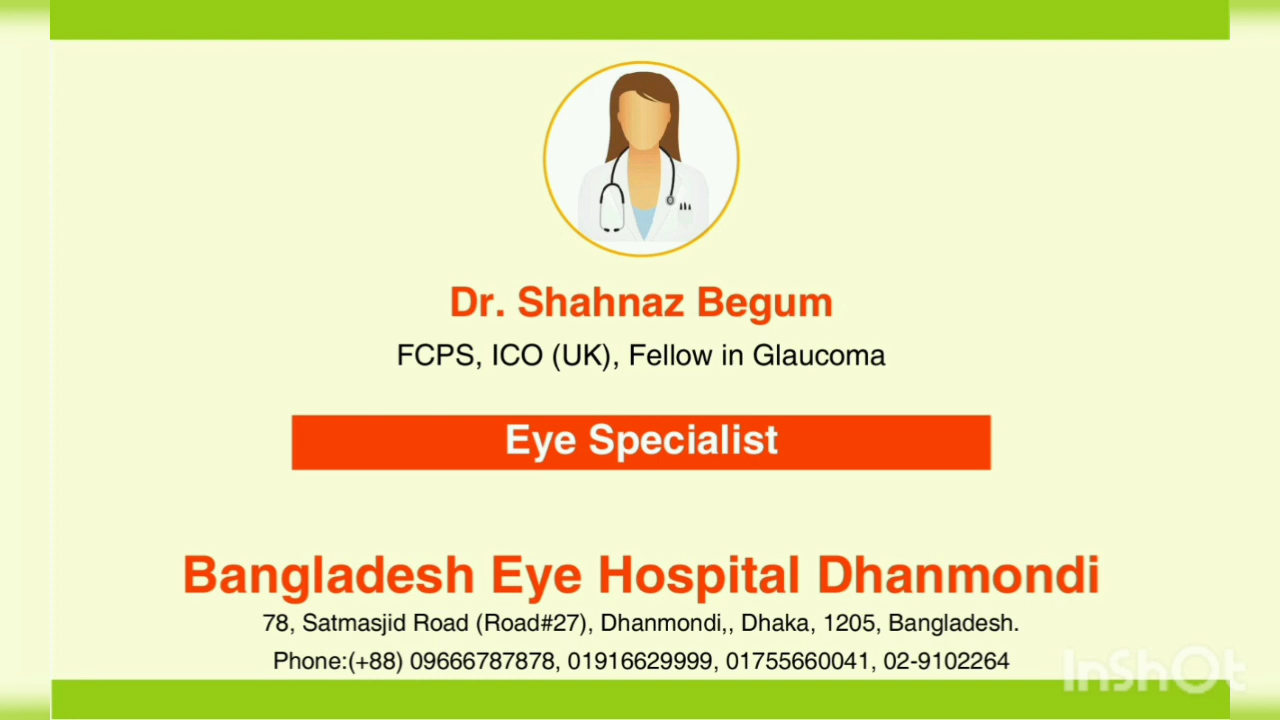 Dr. Shahnaz Begum
FCPS, ICO (UK), Fellow in Glaucoma
Eye Specialist
Bangladesh Eye Hospital Dhanmondi
78, Satmasjid Road (Road#27), Dhanmondi,, Dhaka, 1205, Bangladesh.
Phone:(+88) 09666787878, 01916629999, 01755660041, 02-9102264
InShOt